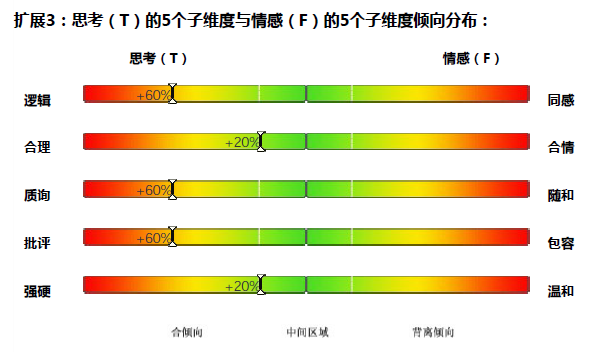 扩展3：思考（T）的5个子维度与情感（F）的5个子维度倾向分布：
思考（T） 情感（F）
逻辑 +60% 同感
合理 +20% 合情
质询 +60% 随和
批评 +60% 包容
强硬 +20% 温和
合倾向 中间区域 背离倾向